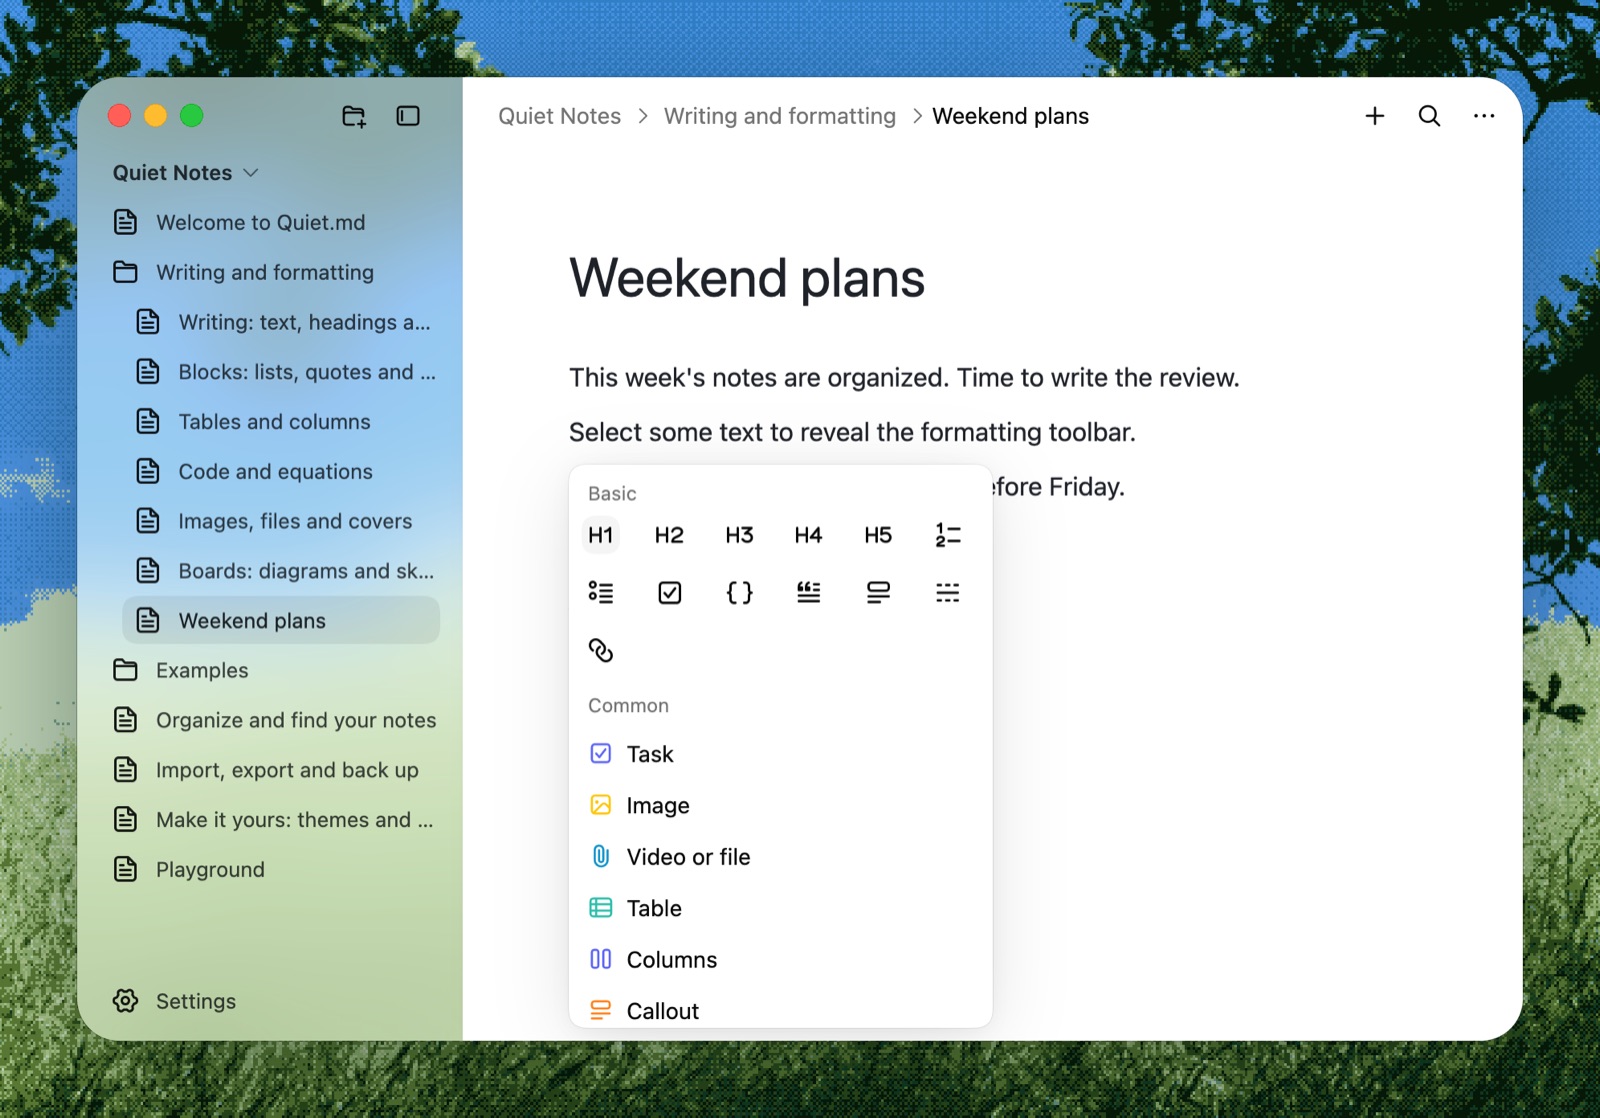 Quiet Notes
Welcome to Quiet.md
Writing and formatting
Writing: text, headings a...
Blocks: lists, quotes and ...
Tables and columns
Code and equations
Images, files and covers
Boards: diagrams and sk...
Weekend plans
Examples
Organize and find your notes
Import, export and back up
Make it yours: themes and ...
Playground
Settings
Quiet Notes > Writing and formatting > Weekend plans
Weekend plans
This week's notes are organized. Time to write the review.
Select some text to reveal the formatting toolbar.
Friday.
Basic
H1 H2 H3 H4 H5
Common
Task
Image
Video or file
Table
Columns
Callout